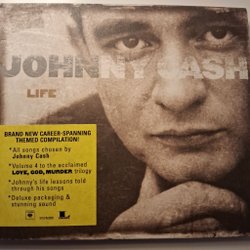 JOHNNY CASH
LIFE
BRAND NEW CAREER-SPANNING
THEMED COMPILATION!
*All songs chosen by
Johnny Cash
*Volume 4 to the acclaimed
LOVE, GOD, MURDER trilogy
*Johnny's life lessons told
through his songs
*Deluxe packaging &
stunning sound